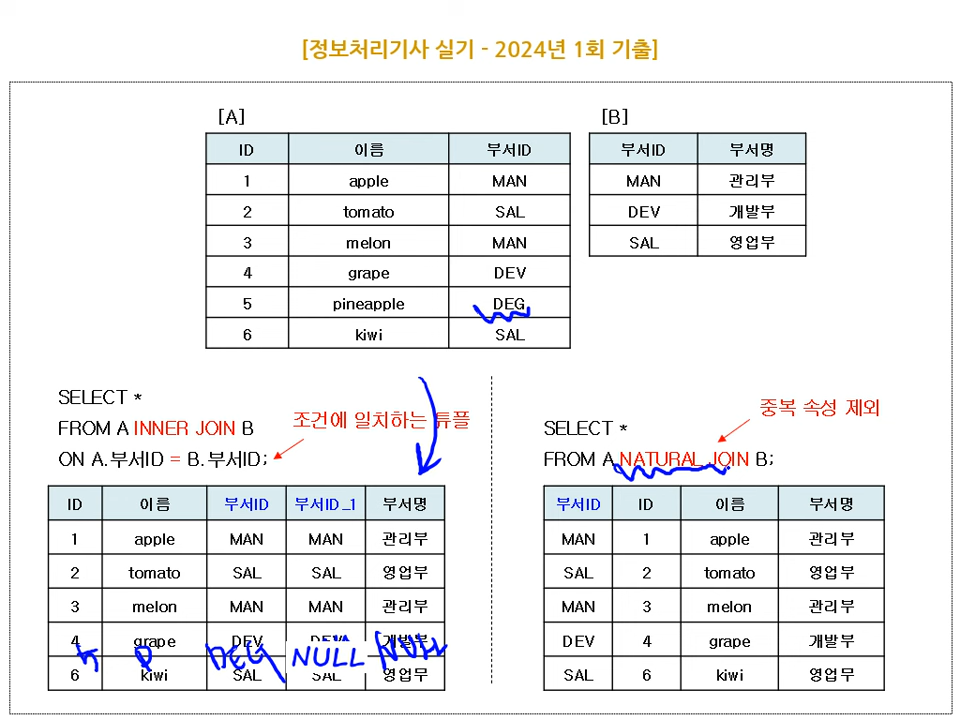 [정보처리기사 실기 - 2024년 1회 기출]
[A]
ID 이름 부서ID
1 apple MAN
2 tomato SAL
3 melon MAN
4 grape DEV
5 pineapple DEG
6 kiwi SAL
[B]
부서ID 부서명
MAN 관리부
DEV 개발부
SAL 영업부
SELECT *
FROM A INNER JOIN B
ON A.부서ID = B.부서ID;
조건에 일치하는 튜플
ID 이름 부서ID 부서ID_1 부서명
1 apple MAN MAN 관리부
2 tomato SAL SAL 영업부
3 melon MAN MAN 관리부
4 grape DEV DEV 개발부
5 P DEG NULL NULL
6 kiwi SAL SAL 영업부
중복 속성 제외
SELECT *
FROM A NATURAL JOIN B;
부서ID ID 이름 부서명
MAN 1 apple 관리부
SAL 2 tomato 영업부
MAN 3 melon 관리부
DEV 4 grape 개발부
SAL 6 kiwi 영업부